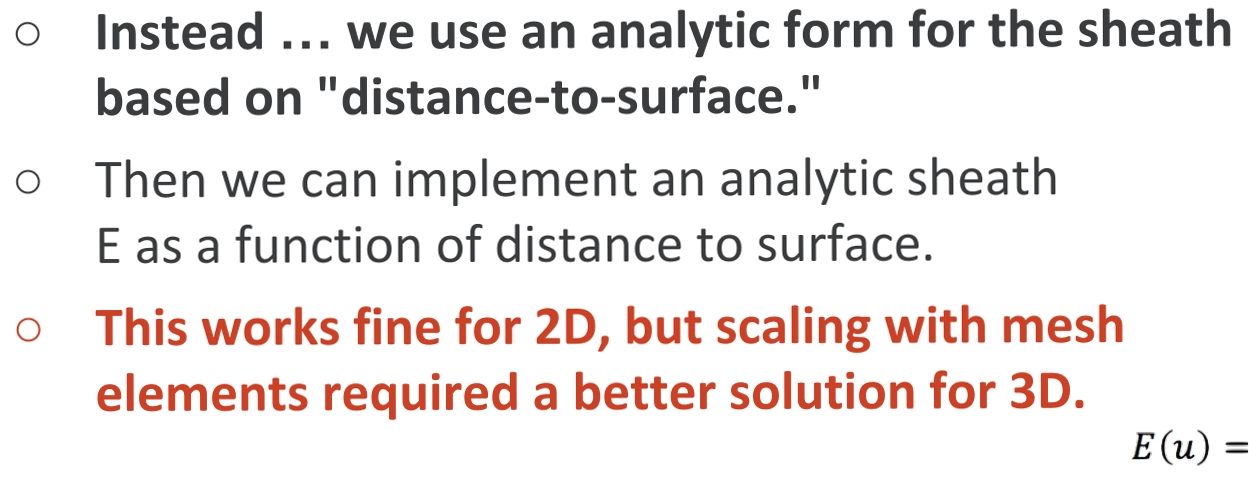 ○ Instead … we use an analytic form for the sheath
based on "distance-to-surface."
○ Then we can implement an analytic sheath
E as a function of distance to surface.
○ This works fine for 2D, but scaling with mesh
elements required a better solution for 3D.
E(u) =